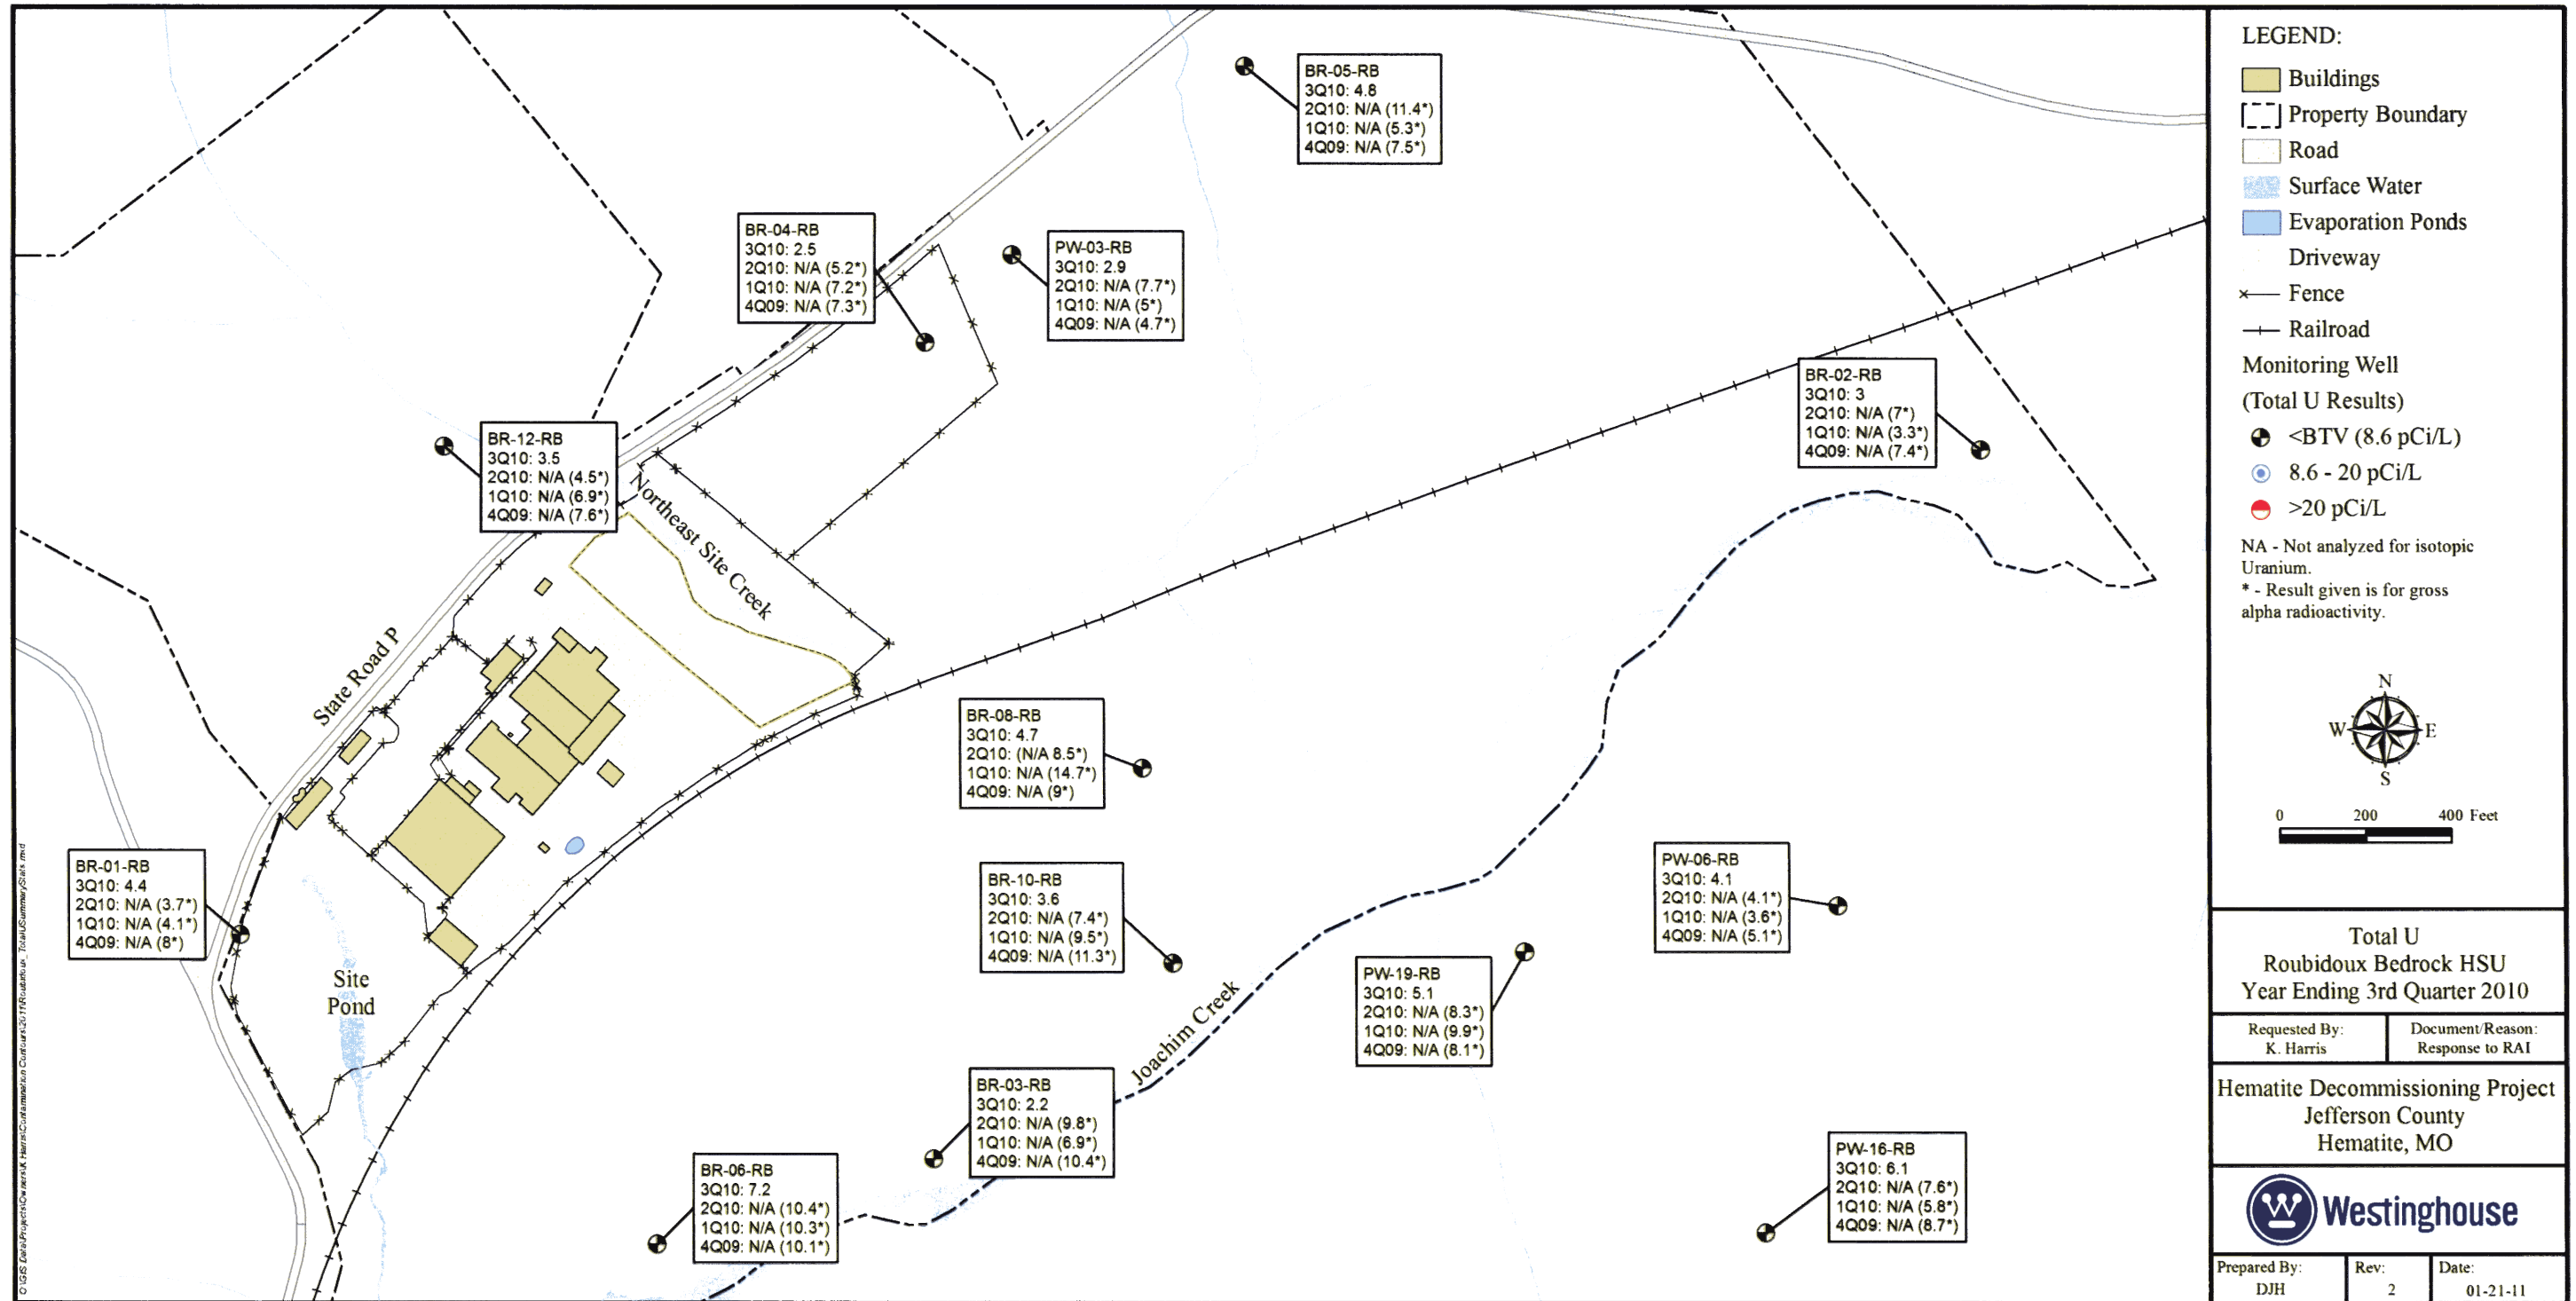 BR-05-RB
3Q10: 4.8
2Q10: N/A (11.4*)
1Q10: N/A (5.3*)
4Q09: N/A (7.5*)
BR-04-RB
3Q10: 2.5
2Q10: N/A (5.2*)
1Q10: N/A (7.2*)
4Q09: N/A (7.3*)
PW-03-RB
3Q10: 2.9
2Q10: N/A (7.7*)
1Q10: N/A (5*)
4Q09: N/A (4.7*)
BR-02-RB
3Q10: 3
2Q10: N/A (7*)
1Q10: N/A (3.3*)
4Q09: N/A (7.4*)
BR-12-RB
3Q10: 3.5
2Q10: N/A (4.5*)
1Q10: N/A (6.9*)
4Q09: N/A (7.6*)
Northeast Site Creek
State Road P
BR-08-RB
3Q10: 4.7
2Q10: (N/A 8.5*)
1Q10: N/A (14.7*)
4Q09: N/A (9*)
BR-01-RB
3Q10: 4.4
2Q10: N/A (3.7*)
1Q10: N/A (4.1*)
4Q09: N/A (8*)
BR-10-RB
3Q10: 3.6
2Q10: N/A (7.4*)
1Q10: N/A (9.5*)
4Q09: N/A (11.3*)
PW-06-RB
3Q10: 4.1
2Q10: N/A (4.1*)
1Q10: N/A (3.6*)
4Q09: N/A (5.1*)
Site
Pond
PW-19-RB
3Q10: 5.1
2Q10: N/A (8.3*)
1Q10: N/A (9.9*)
4Q09: N/A (8.1*)
Joachim Creek
BR-03-RB
3Q10: 2.2
2Q10: N/A (9.8*)
1Q10: N/A (6.9*)
4Q09: N/A (10.4*)
BR-06-RB
3Q10: 7.2
2Q10: N/A (10.4*)
1Q10: N/A (10.3*)
4Q09: N/A (10.1*)
PW-16-RB
3Q10: 6.1
2Q10: N/A (7.6*)
1Q10: N/A (5.8*)
4Q09: N/A (8.7*)
LEGEND:
Buildings
Property Boundary
Road
Surface Water
Evaporation Ponds
Driveway
Fence
Railroad
Monitoring Well
(Total U Results)
<BTV (8.6 pCi/L)
8.6 - 20 pCi/L
>20 pCi/L
NA - Not analyzed for isotopic
Uranium.
* - Result given is for gross
alpha radioactivity.
N
W E
S
0 200 400 Feet
Total U
Roubidoux Bedrock HSU
Year Ending 3rd Quarter 2010
Requested By:
K. Harris
Document/Reason:
Response to RAI
Hematite Decommissioning Project
Jefferson County
Hematite, MO
Westinghouse
Prepared By:
DJH
Rev:
2
Date:
01-21-11